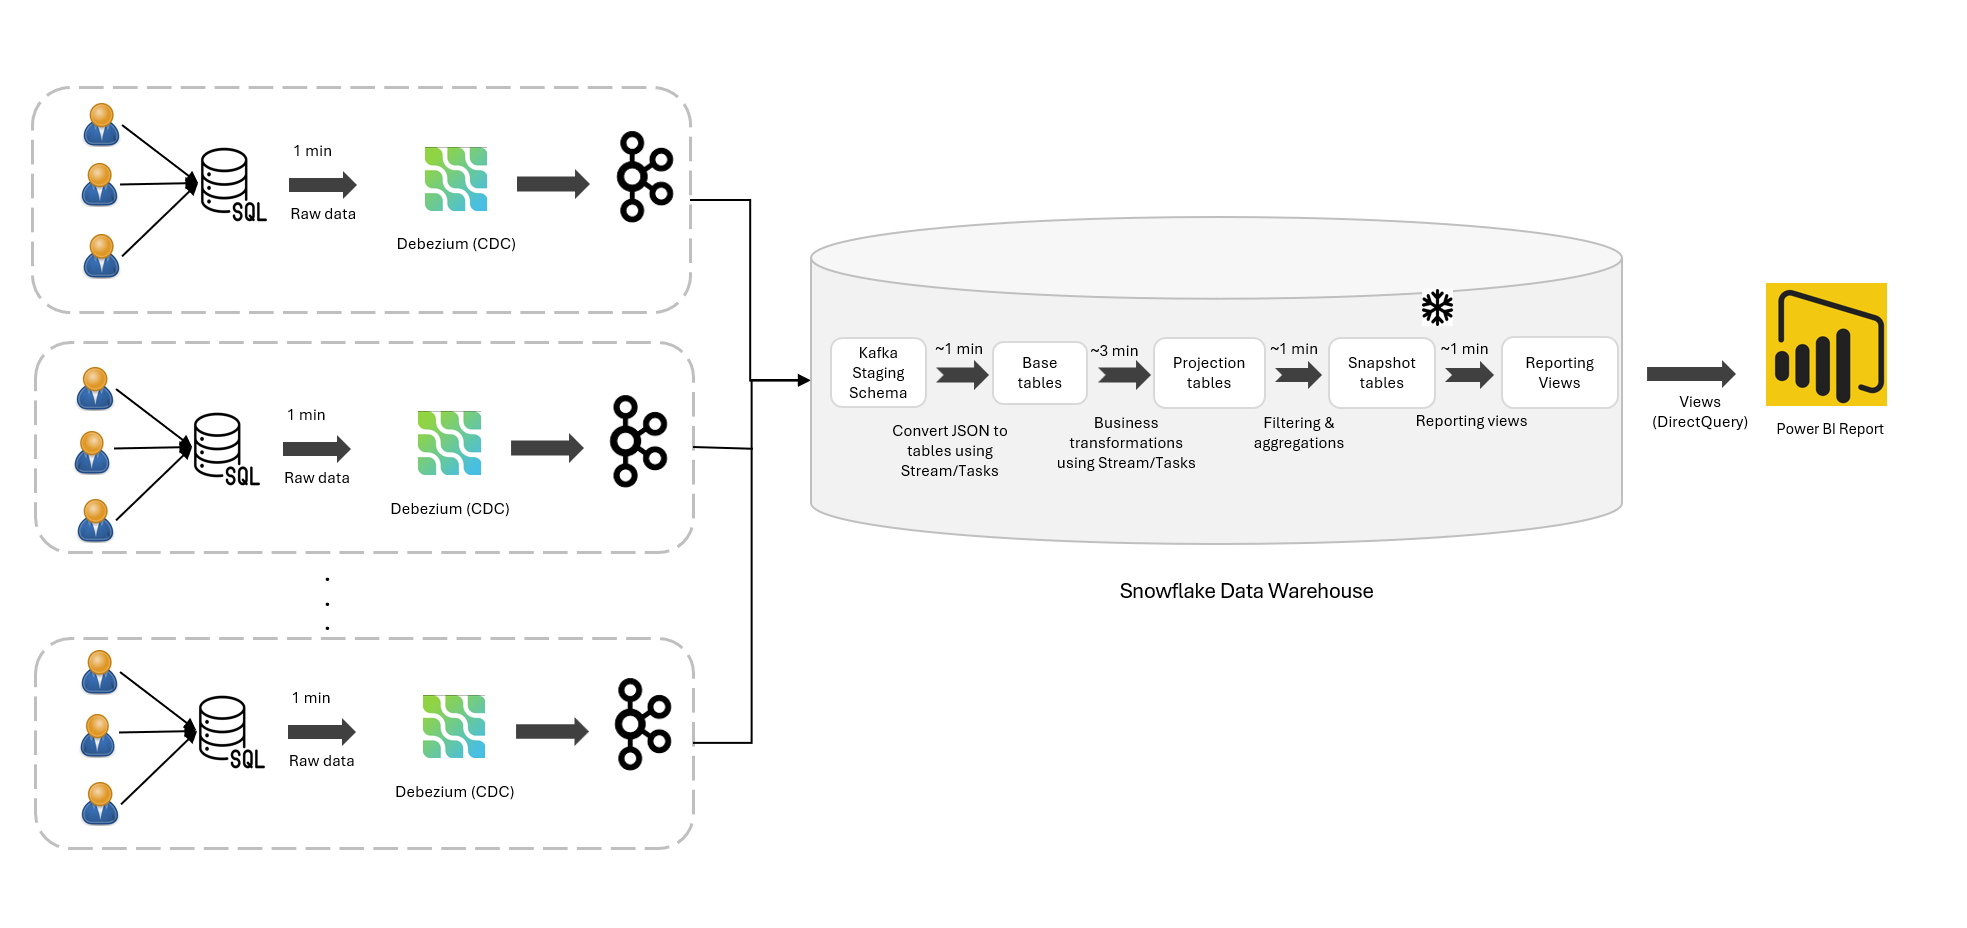 1 min
SQL
Raw data
Debezium (CDC)
1 min
SQL
Raw data
Debezium (CDC)
1 min
SQL
Raw data
Debezium (CDC)
Kafka
Staging
Schema
~1 min
Convert JSON to
tables using
Stream/Tasks
Base
tables
~3 min
Business
transformations
using Stream/Tasks
Projection
tables
~1 min
Filtering &
aggregations
Snapshot
tables
~1 min
Reporting views
Reporting
Views
Snowflake Data Warehouse
Views
(DirectQuery)
Power BI Report